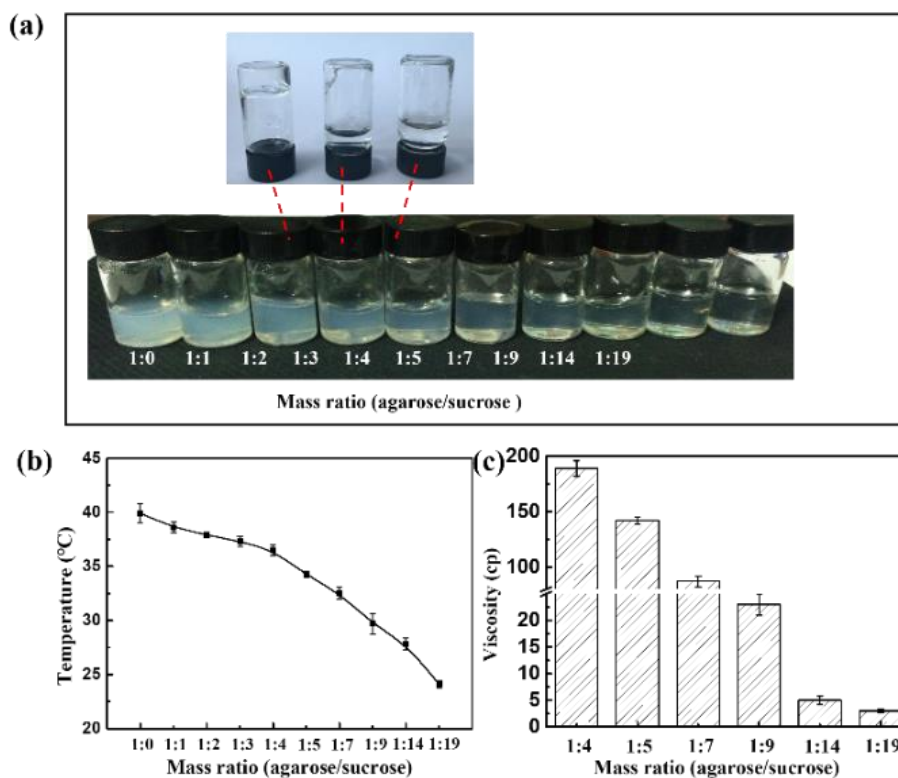 (a)
1:0 1:1 1:2 1:3 1:4 1:5 1:7 1:9 1:14 1:19
Mass ratio (agarose/sucrose )
(b)
45
40
35
30
25
20
Temperature (°C)
1:0 1:1 1:2 1:3 1:4 1:5 1:7 1:9 1:14 1:19
Mass ratio (agarose/sucrose)
(c)
200
150
100
20
15
10
5
0
Viscosity (cp)
1:4 1:5 1:7 1:9 1:14 1:19
Mass ratio (agarose/sucrose)